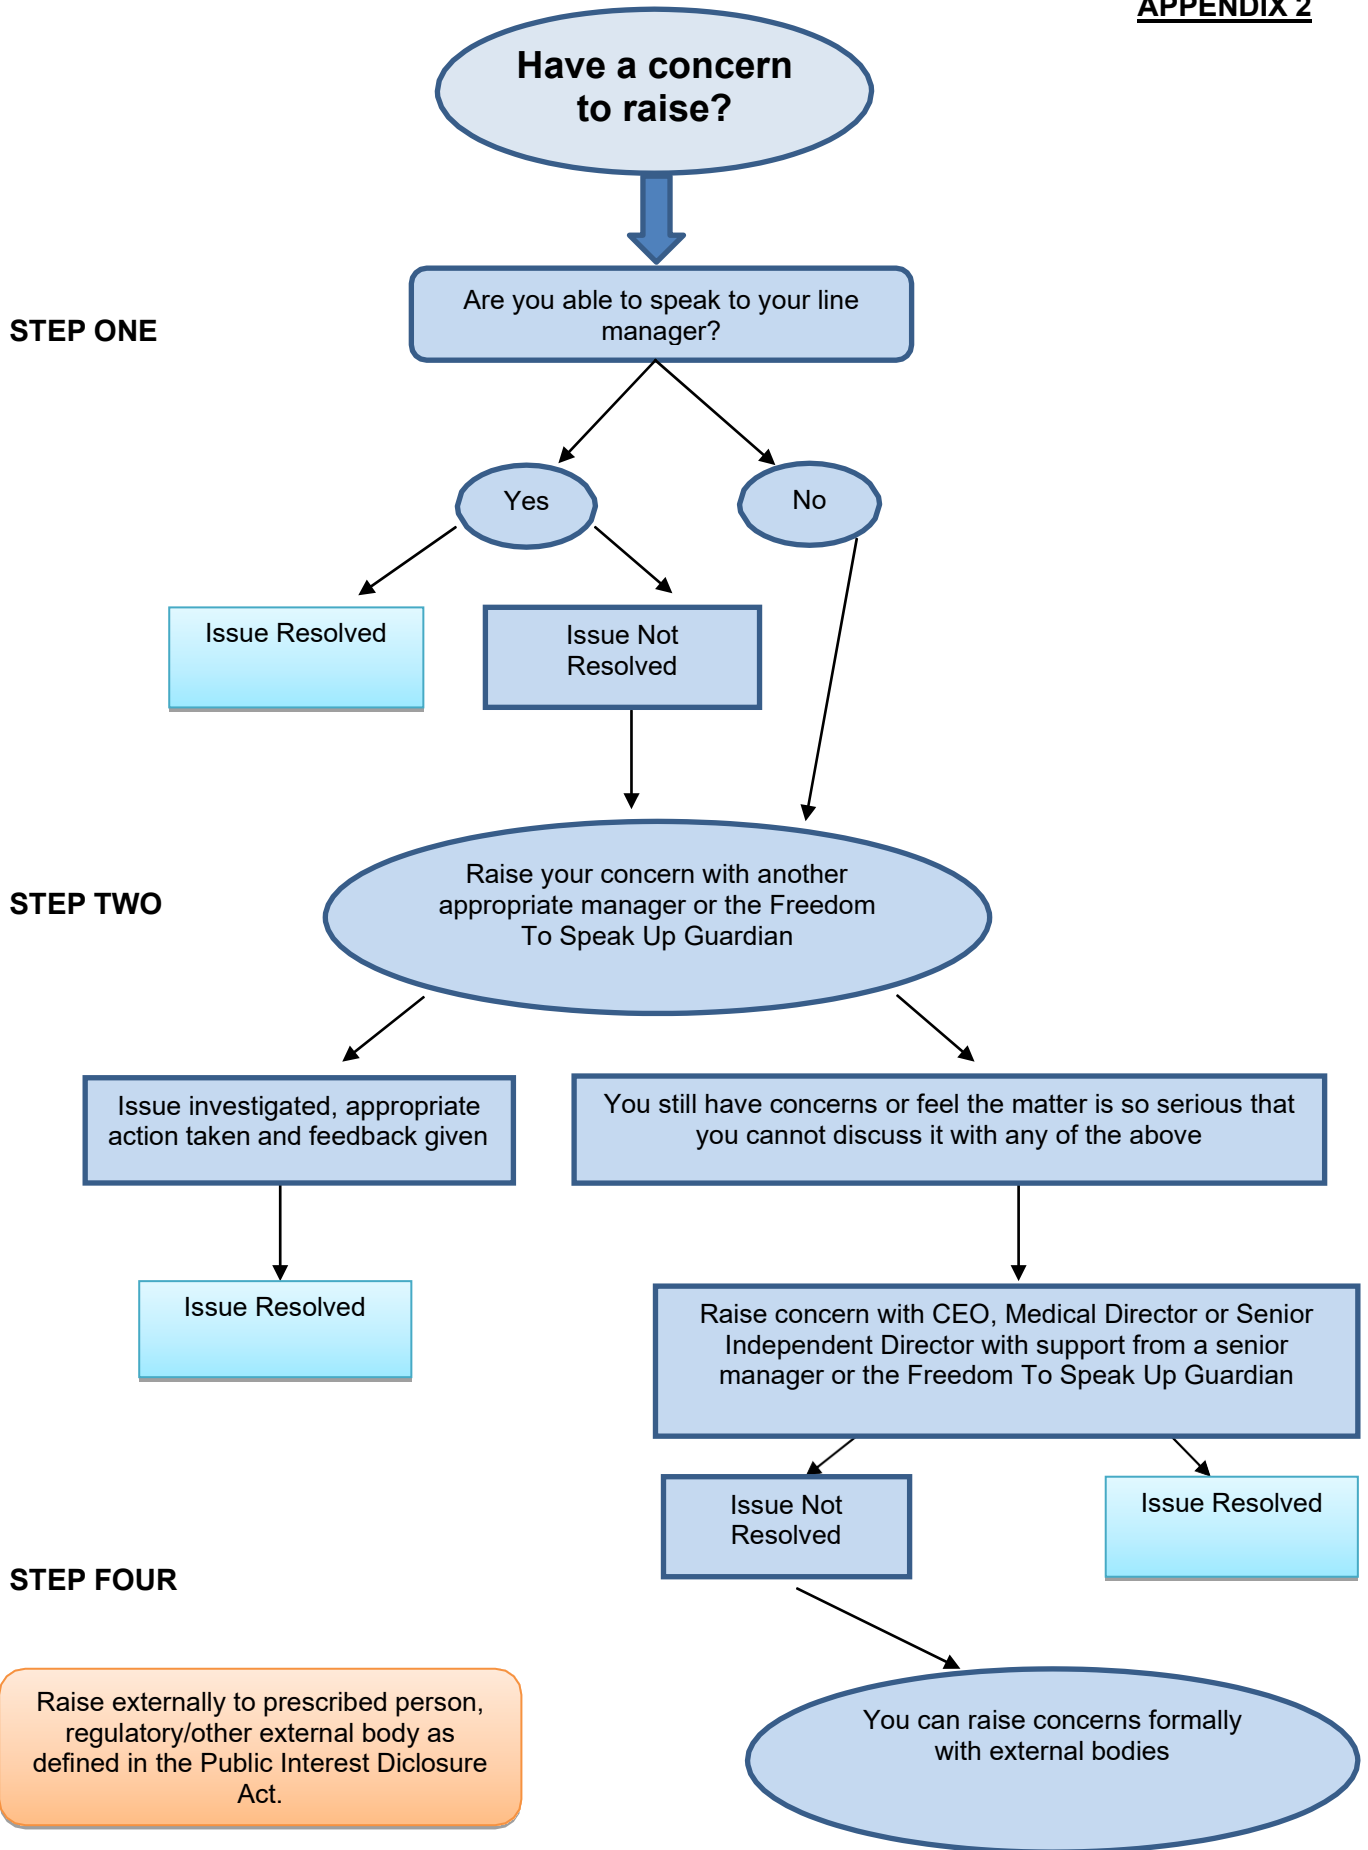 APPENDIX 2
Have a concern
to raise?
STEP ONE
Are you able to speak to your line
manager?
Yes
No
Issue Resolved
Issue Not
Resolved
STEP TWO
Raise your concern with another
appropriate manager or the Freedom
To Speak Up Guardian
Issue investigated, appropriate
action taken and feedback given
You still have concerns or feel the matter is so serious that
you cannot discuss it with any of the above
Issue Resolved
Raise concern with CEO, Medical Director or Senior
Independent Director with support from a senior
manager or the Freedom To Speak Up Guardian
Issue Not
Resolved
Issue Resolved
STEP FOUR
Raise externally to prescribed person,
regulatory/other external body as
defined in the Public Interest Diclosure
Act.
You can raise concerns formally
with external bodies